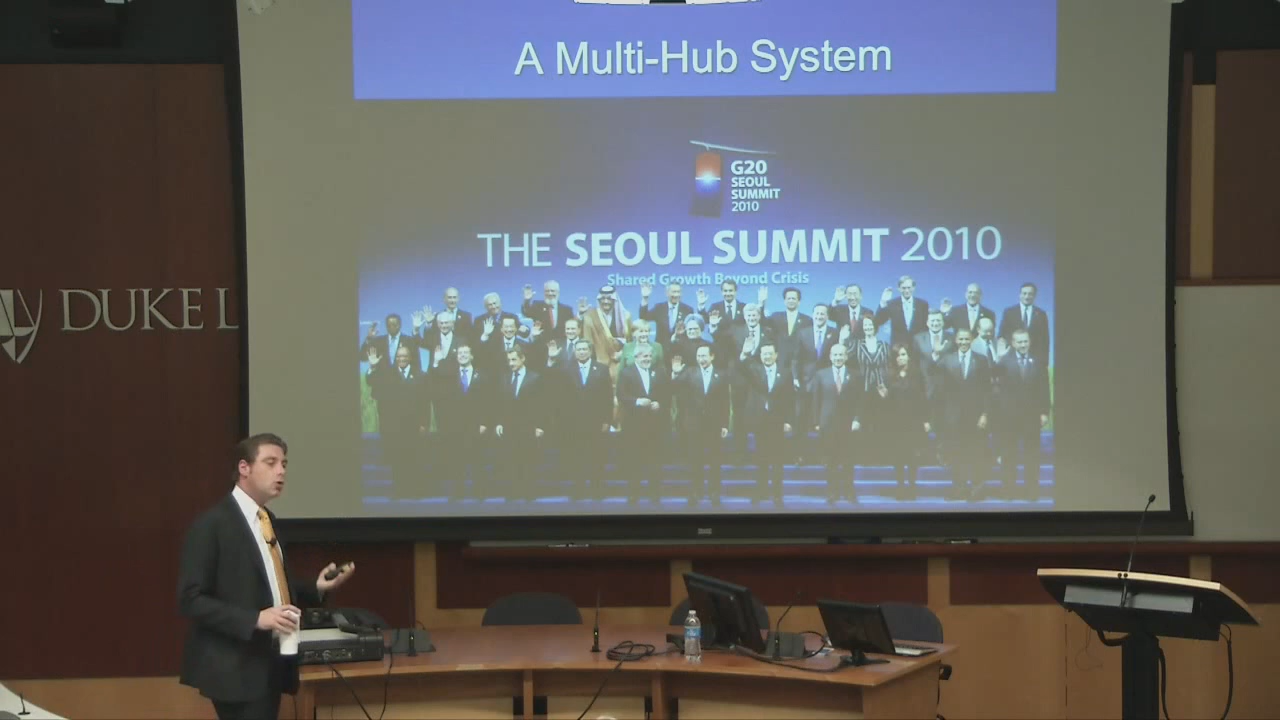 A Multi-Hub System
G20
SEOUL
SUMMIT
2010
THE SEOUL SUMMIT 2010
Shared Growth Beyond Crisis
DUKE L